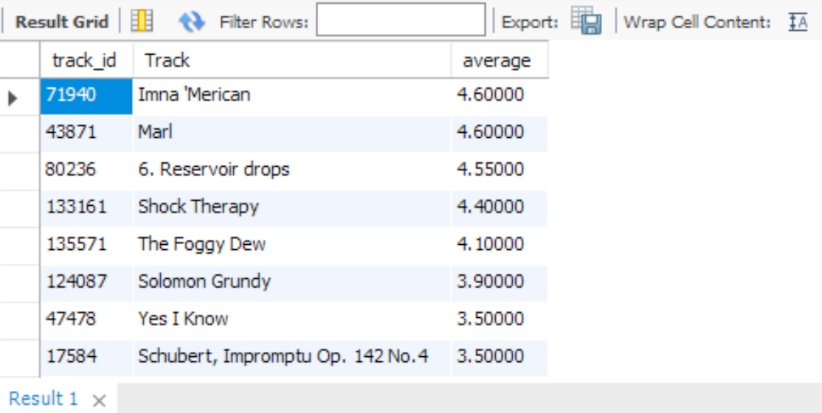 Result Grid Filter Rows: Export: Wrap Cell Content: IA
track_id Track average
71940 Imna 'Merican 4.60000
43871 Marl 4.60000
80236 6. Reservoir drops 4.55000
133161 Shock Therapy 4.40000
135571 The Foggy Dew 4.10000
124087 Solomon Grundy 3.90000
47478 Yes I Know 3.50000
17584 Schubert, Impromptu Op. 142 No.4 3.50000
Result 1 ×